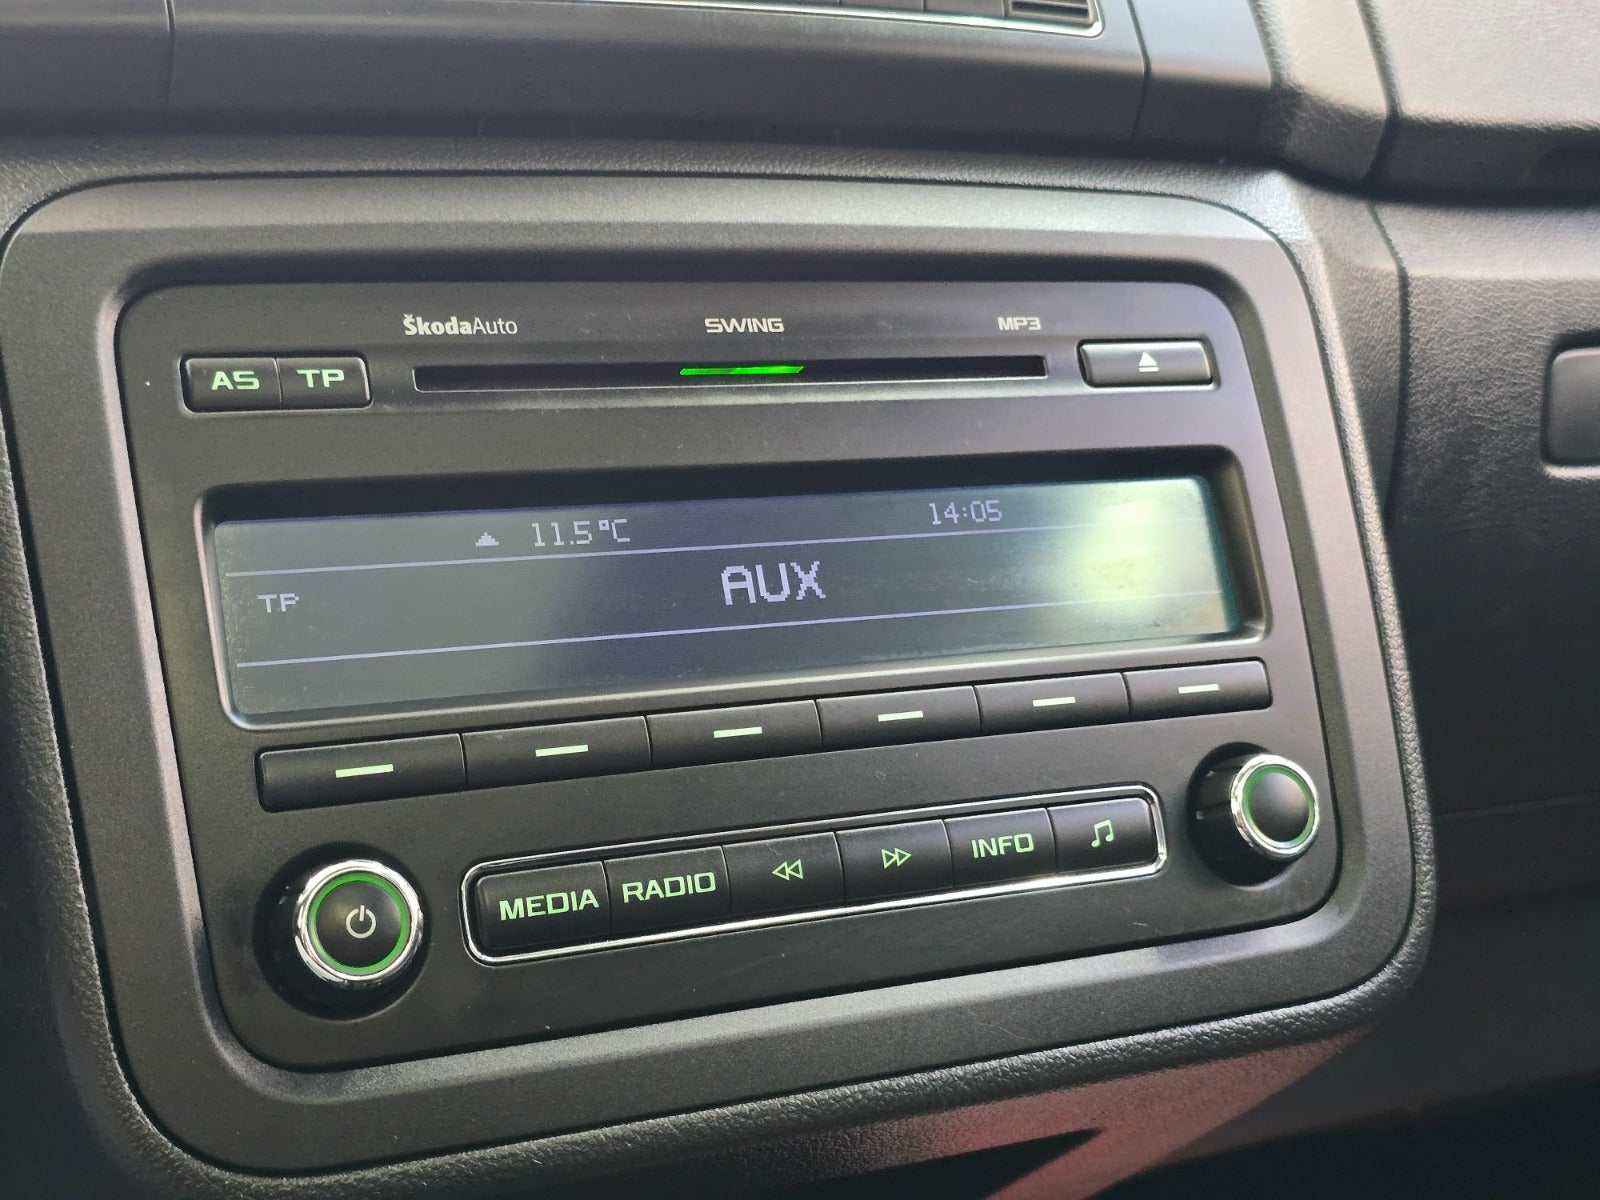 ŠkodaAuto SWING MP3
AS TP
11.5°C 14:05
TP AUX
MEDIA RADIO INFO